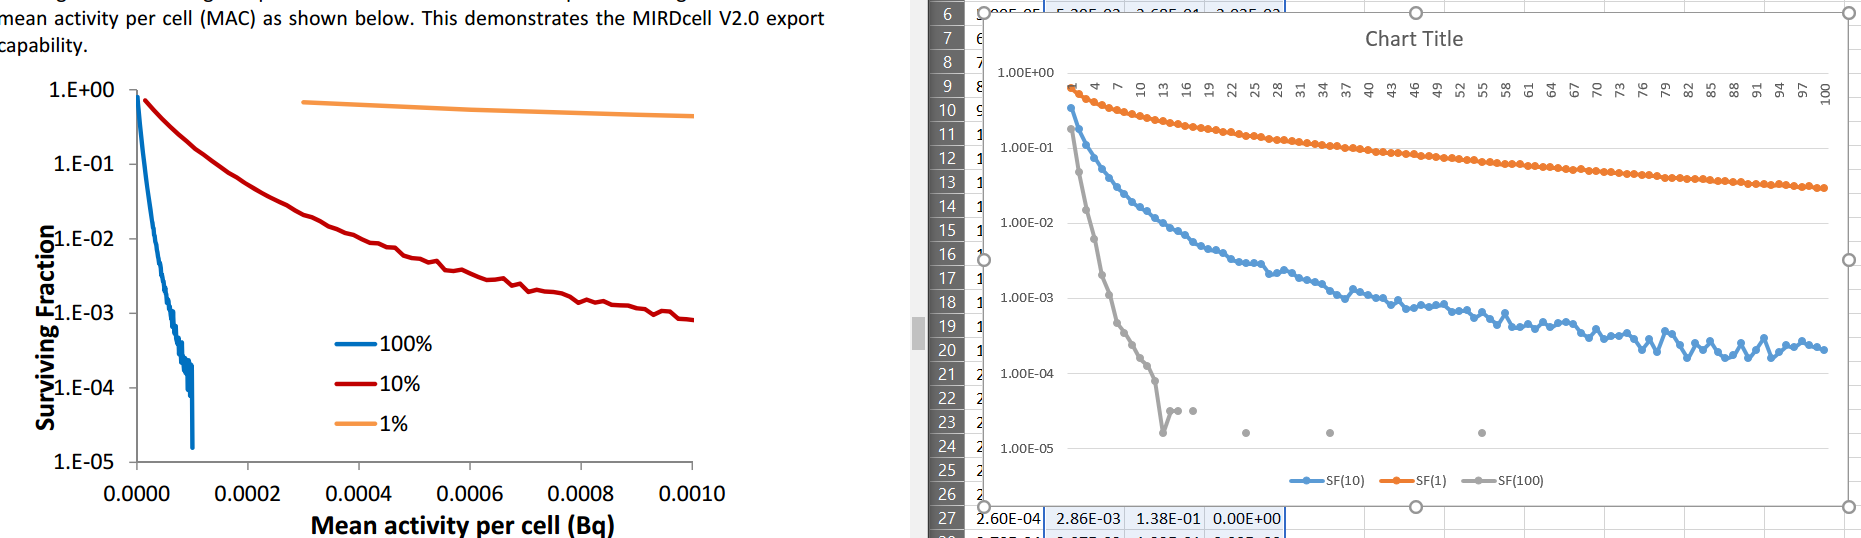 mean activity per cell (MAC) as shown below. This demonstrates the MIRDcell V2.0 export
capability.
1.E+00
1.E-01
1.E-02
1.E-03
1.E-04
1.E-05
Surviving Fraction
100%
10%
1%
0.0000 0.0002 0.0004 0.0006 0.0008 0.0010
Mean activity per cell (Bq)
6
7
8
9
10
11
12
13
14
15
16
17
18
19
20
21
22
23
24
25
26
27 2.60E-04 2.86E-03 1.38E-01 0.00E+00
Chart Title
1.00E+00
1.00E-01
1.00E-02
1.00E-03
1.00E-04
1.00E-05
1 4 7 10 13 16 19 22 25 28 31 34 37 40 43 46 49 52 55 58 61 64 67 70 73 76 79 82 85 88 91 94 97 100
SF(10) SF(1) SF(100)